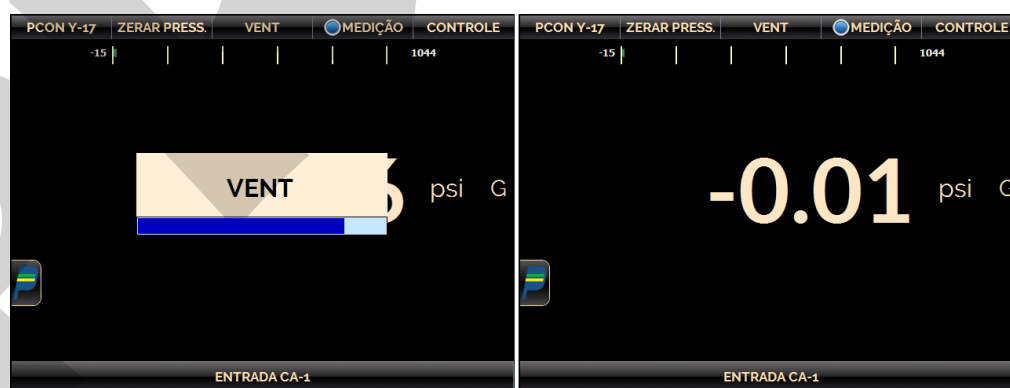 PCON Y-17 ZERAR PRESS. VENT MEDIÇÃO CONTROLE
-15 1044
VENT
psi G
ENTRADA CA-1
PCON Y-17 ZERAR PRESS. VENT MEDIÇÃO CONTROLE
-15 1044
-0.01 psi G
ENTRADA CA-1